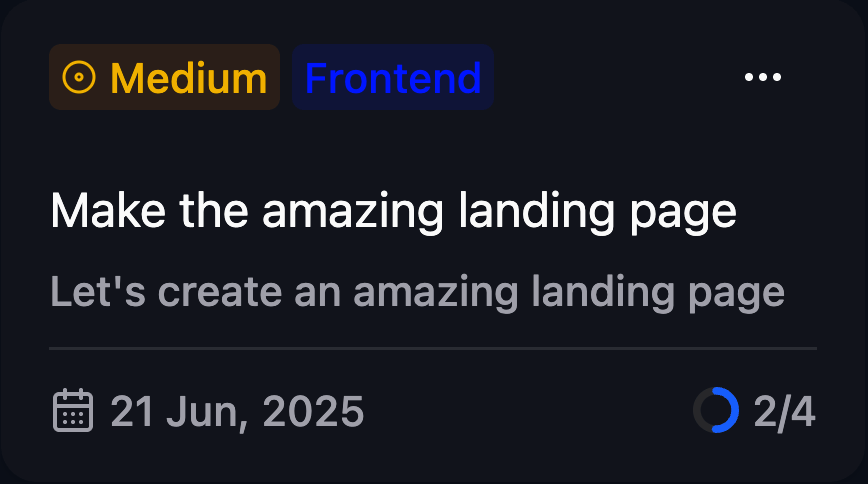 Medium Frontend
Make the amazing landing page
Let's create an amazing landing page
21 Jun, 2025 2/4